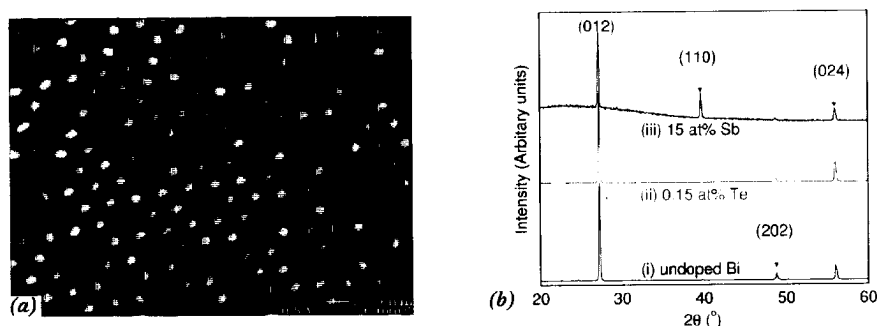 (a)
(b)
Intensity (Arbitary units)
(012)
(110)
(024)
(iii) 15 at% Sb
(ii) 0.15 at% Te
(202)
(i) undoped Bi
20 30 40 50 60
2θ (°)